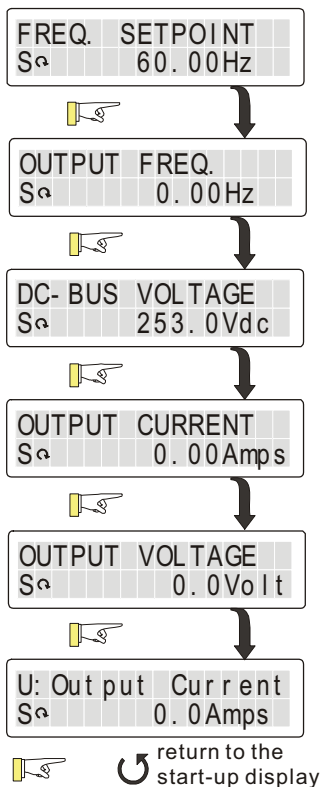 FREQ. SETPOINT
S 60.00Hz
OUTPUT FREQ.
S 0.00Hz
DC-BUS VOLTAGE
S 253.0Vdc
OUTPUT CURRENT
S 0.00Amps
OUTPUT VOLTAGE
S 0.0Volt
U: Output Current
S 0.0Amps
return to the
start-up display